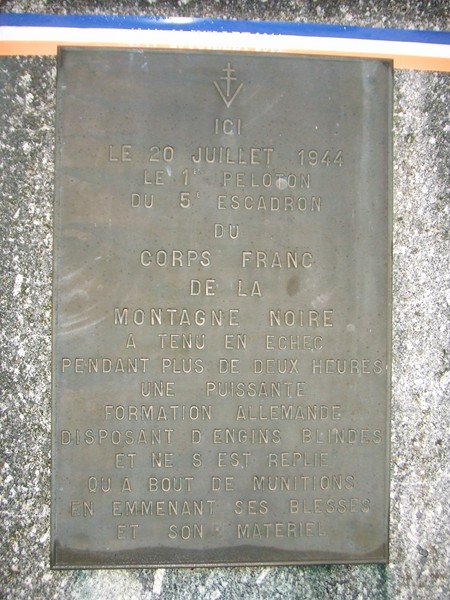 ICI
LE 20 JUILLET 1944
LE 1ᵉʳ PELOTON
DU 5ᵉ ESCADRON
DU
CORPS FRANC
DE LA
MONTAGNE NOIRE
A TENU EN ECHEC
PENDANT PLUS DE DEUX HEURES
UNE PUISSANTE
FORMATION ALLEMANDE
DISPOSANT D'ENGINS BLINDES
ET NE S'EST REPLIE
QU'A BOUT DE MUNITIONS
EN EMMENANT SES BLESSES
ET SON MATERIEL